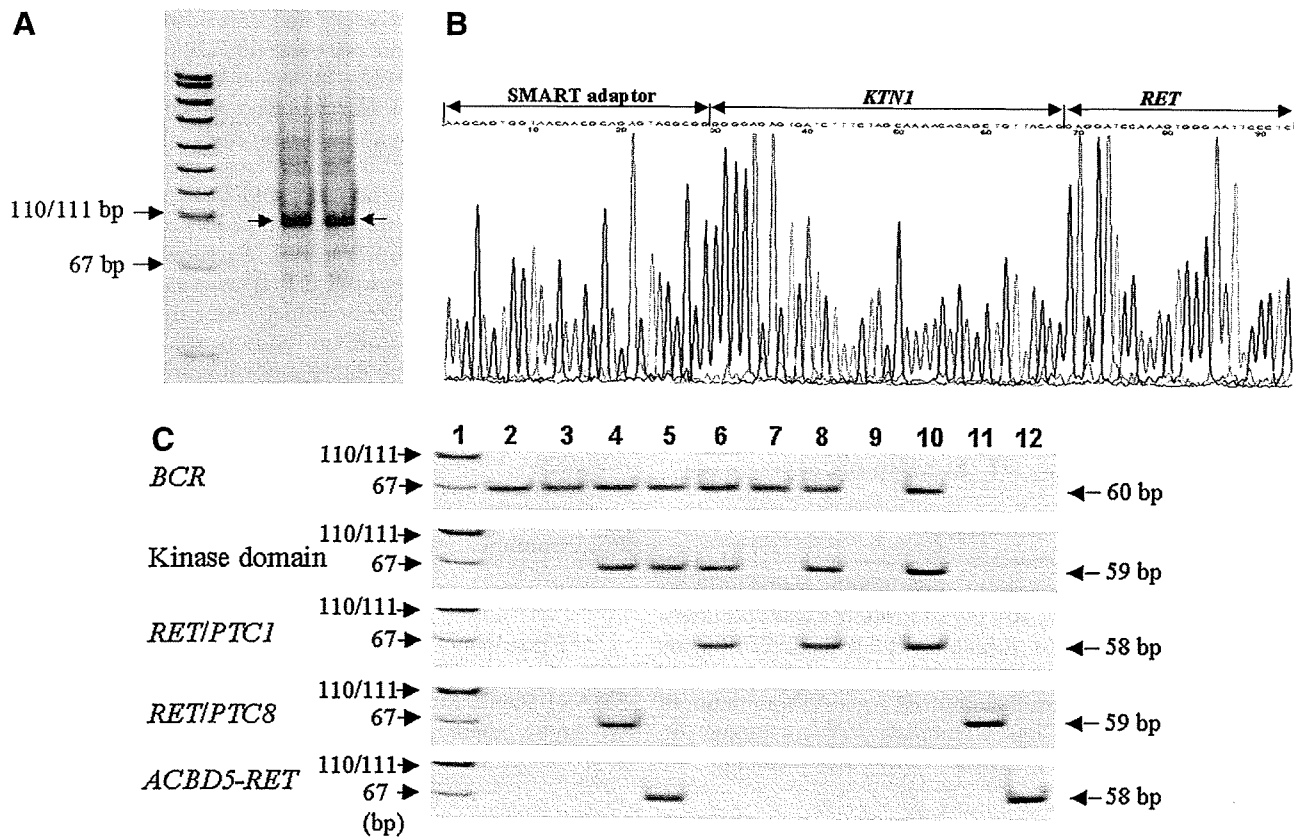 A
110/111 bp
67 bp
B
SMART adaptor KTN1 RET
10 20
C
1 2 3 4 5 6 7 8 9 10 11 12
BCR 110/111
67 60 bp
Kinase domain 110/111
67 59 bp
RET/PTC1 110/111
67 58 bp
RET/PTC8 110/111
67 59 bp
ACBD5-RET 110/111
67 58 bp
(bp)